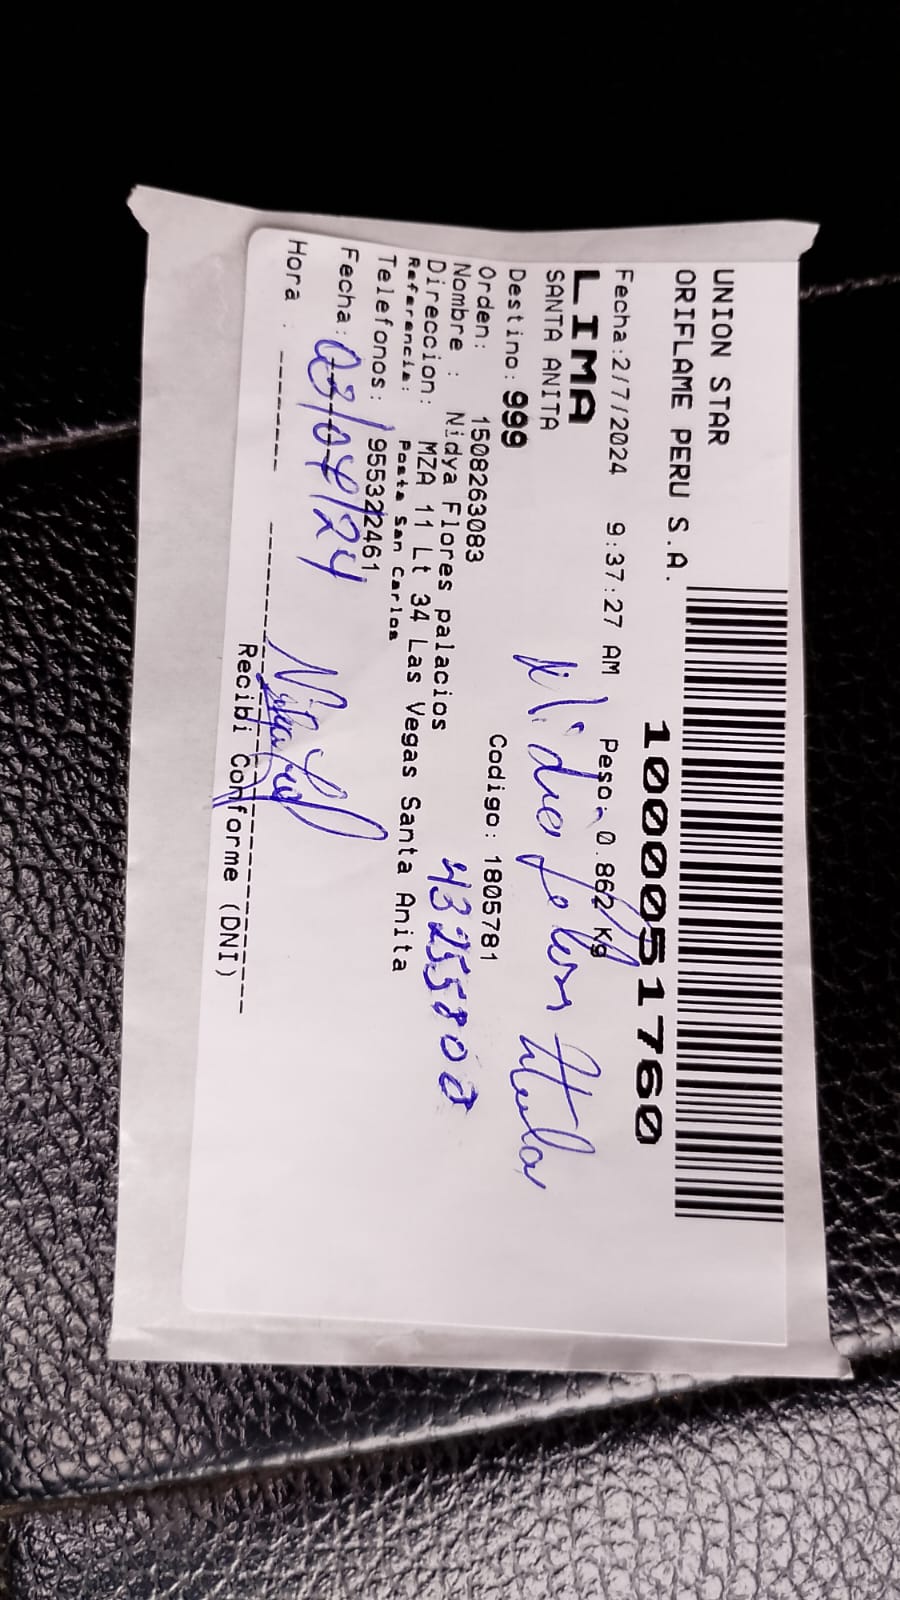 UNION STAR
ORIFLAME PERU S.A.
1000051760
Fecha:2/7/2024 9:37:27 AM Peso: 0.862 Kg
LIMA
SANTA ANITA
Destino: 999
Orden: 1508263083 Codigo: 1805781
Nombre : Nidya Flores palacios
43255808
Direccion: MZA 11 Lt 34 Las Vegas Santa Anita
Referencia: Posta San Carlos
Telefonos: 955322461
Fecha: 03/07/24
Hora :
Recibi Conforme (DNI)